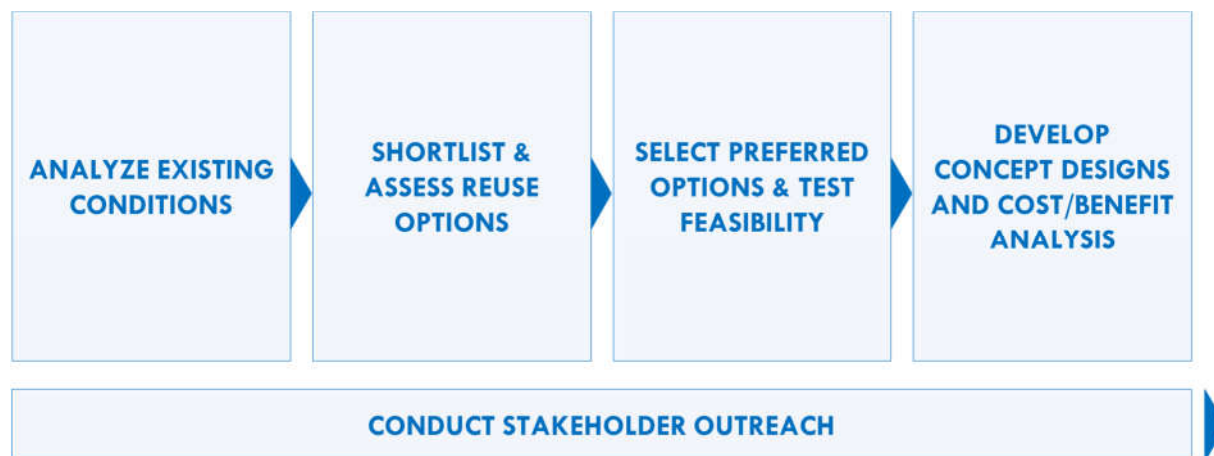 ANALYZE EXISTING
CONDITIONS
SHORTLIST &
ASSESS REUSE
OPTIONS
SELECT PREFERRED
OPTIONS & TEST
FEASIBILITY
DEVELOP
CONCEPT DESIGNS
AND COST/BENEFIT
ANALYSIS
CONDUCT STAKEHOLDER OUTREACH